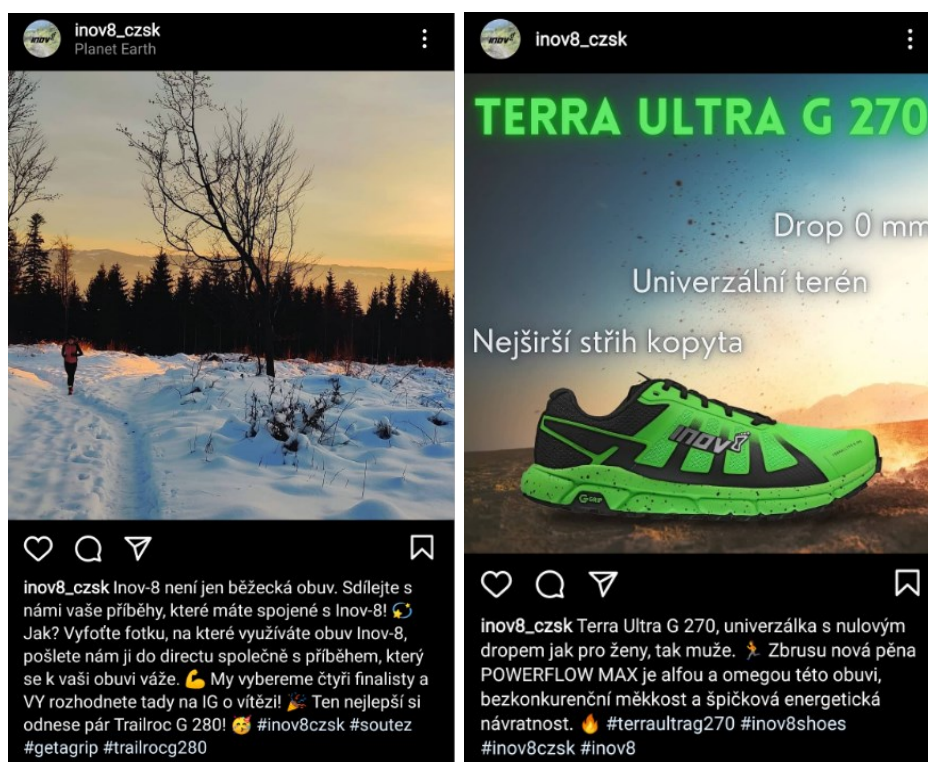 inov8_czsk
Planet Earth
inov8_czsk Inov-8 není jen běžecká obuv. Sdílejte s
námi vaše příběhy, které máte spojené s Inov-8! 💫
Jak? Vyfoťte fotku, na které využíváte obuv Inov-8,
pošlete nám ji do directu společně s příběhem, který
se k vaši obuvi váže. 💪 My vybereme čtyři finalisty a
VY rozhodnete tady na IG o vítězi! 🎉 Ten nejlepší si
odnese pár Trailroc G 280! 🥳 #inov8czsk #soutez
#getagrip #trailrocg280
inov8_czsk
TERRA ULTRA G 270
Drop 0 mm
Univerzální terén
Nejširší střih kopyta
inov8
G GRIP
inov8_czsk Terra Ultra G 270, univerzálka s nulovým
dropem jak pro ženy, tak muže. 🏃 Zbrusu nová pěna
POWERFLOW MAX je alfou a omegou této obuvi,
bezkonkurenční měkkost a špičková energetická
návratnost. 🔥 #terraultrag270 #inov8shoes
#inov8czsk #inov8